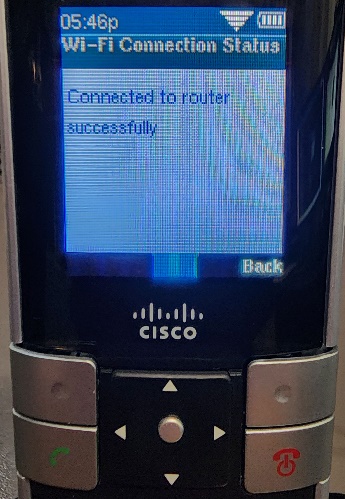 05:46p
Wi-Fi Connection Status
Connected to router
successfully
Back
CISCO